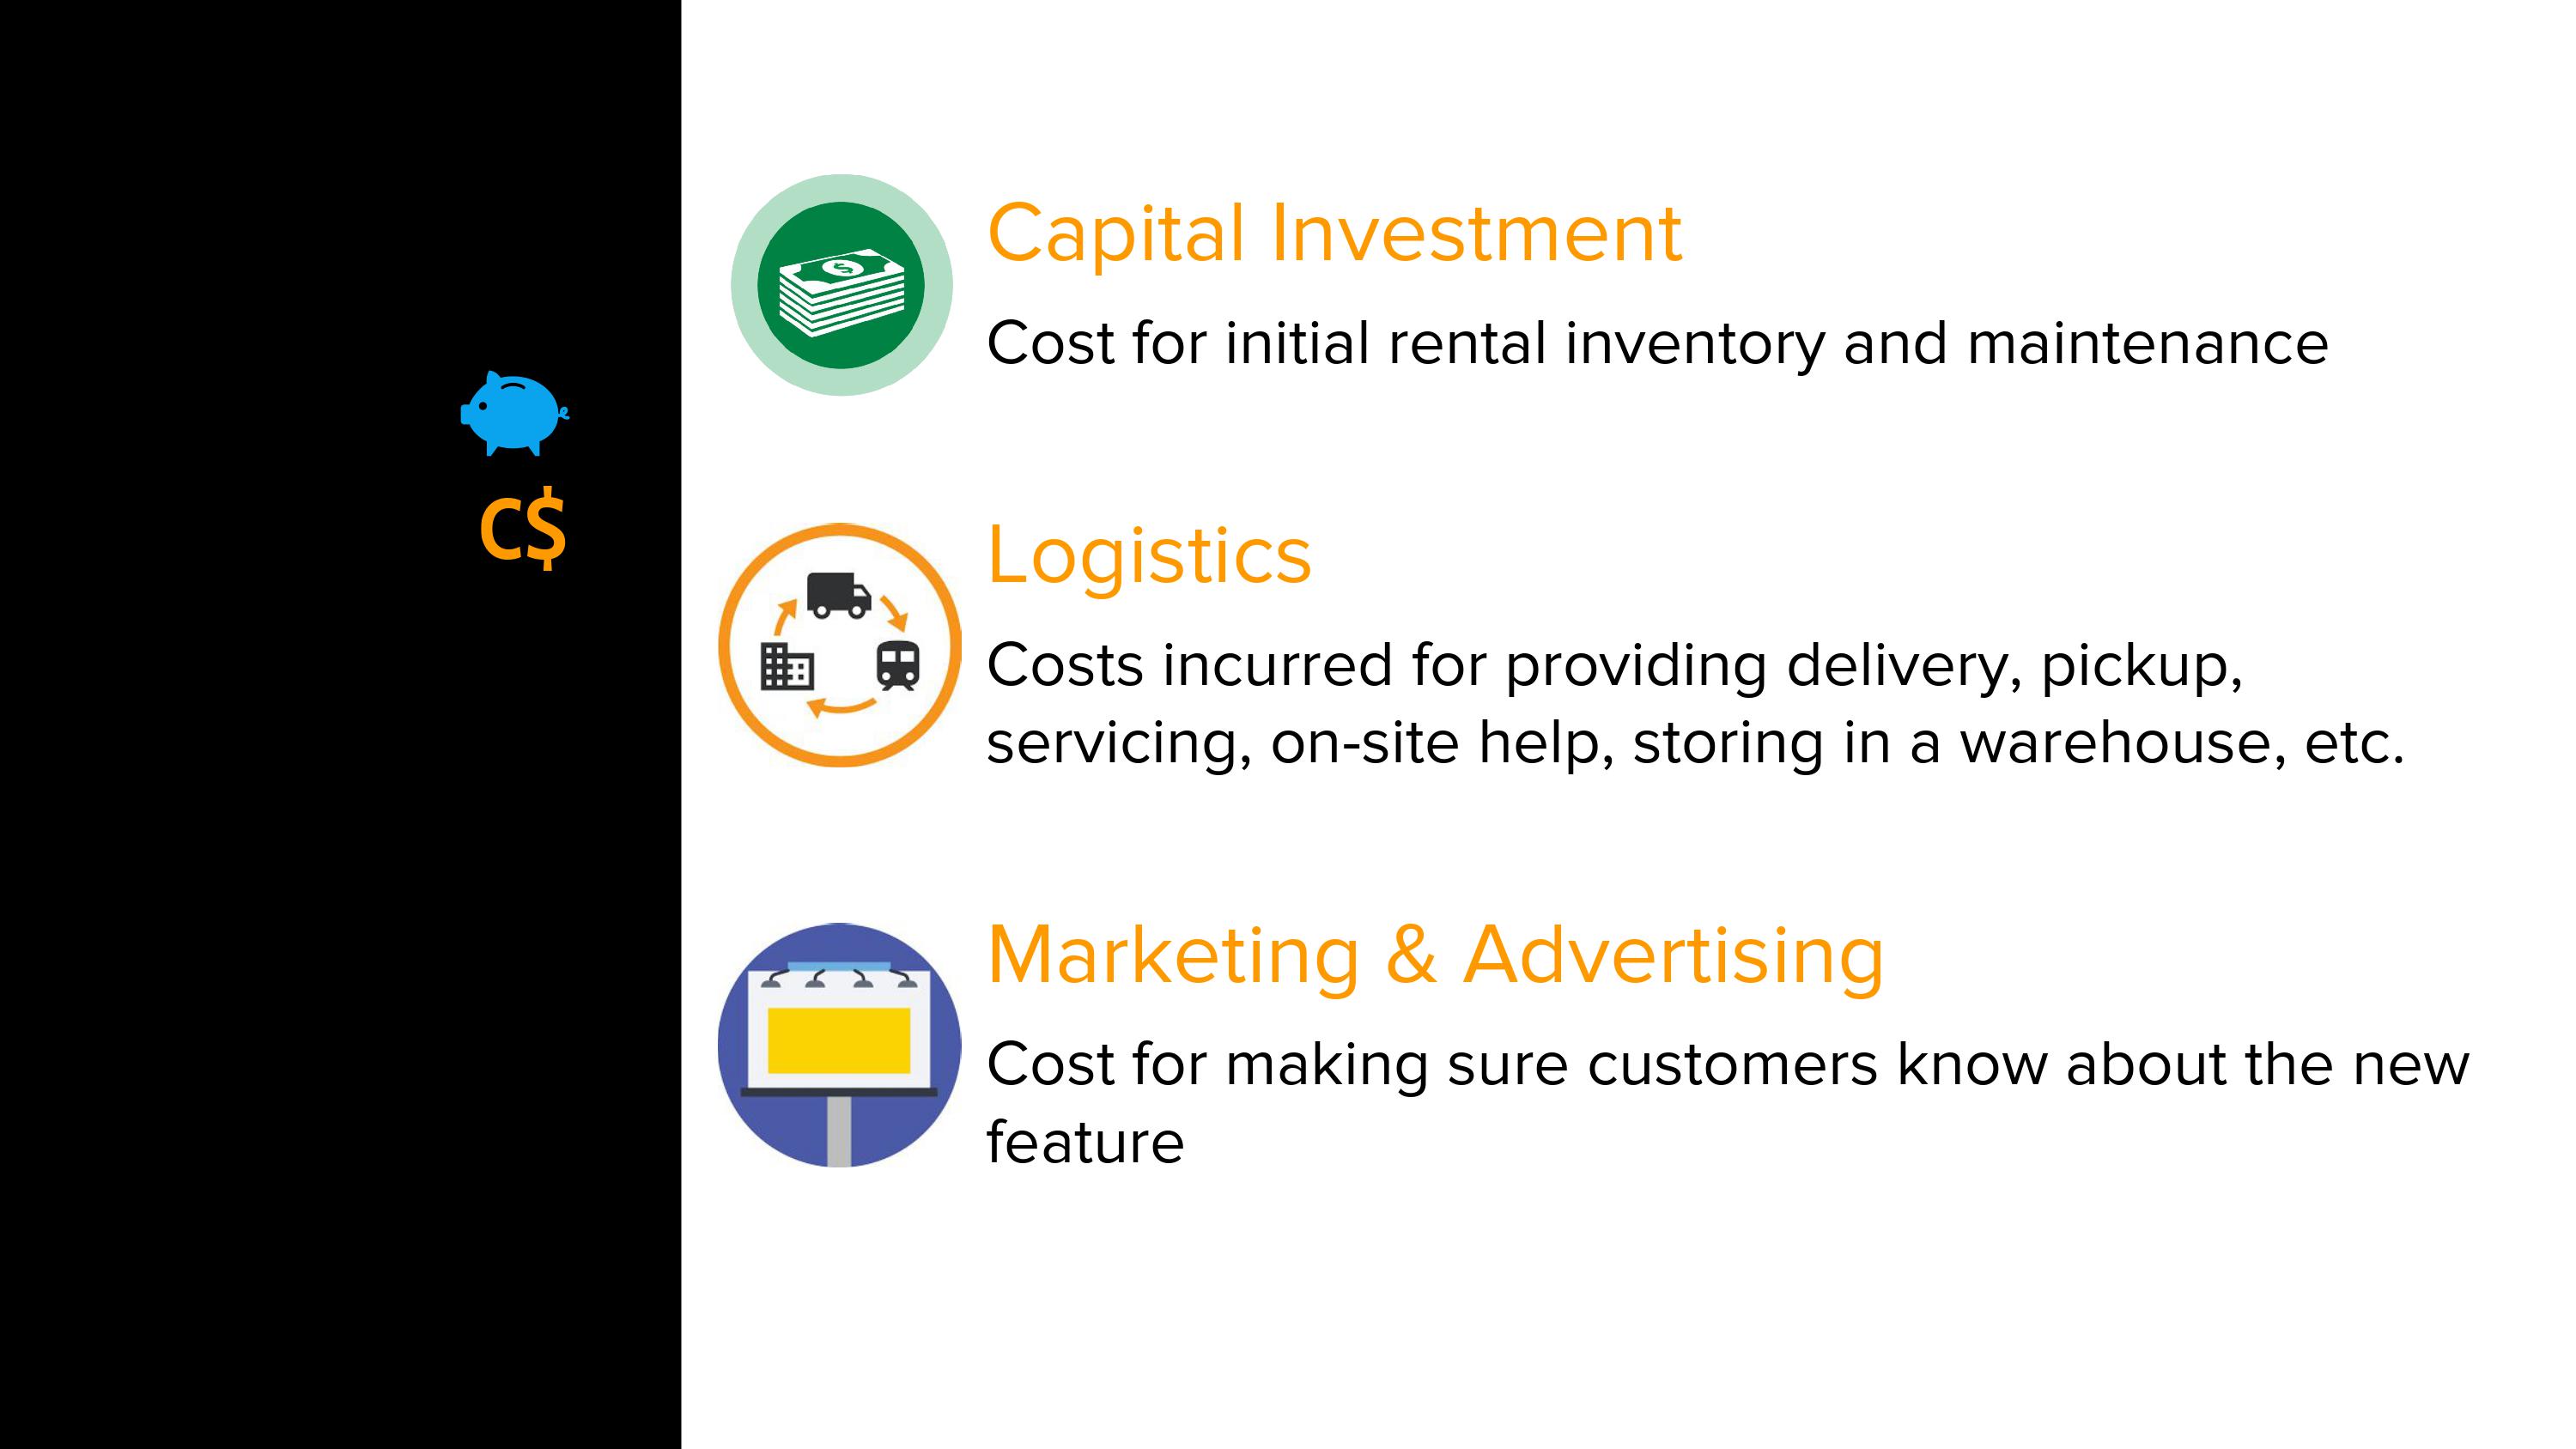 C$
Capital Investment
Cost for initial rental inventory and maintenance
Logistics
Costs incurred for providing delivery, pickup,
servicing, on-site help, storing in a warehouse, etc.
Marketing & Advertising
Cost for making sure customers know about the new
feature